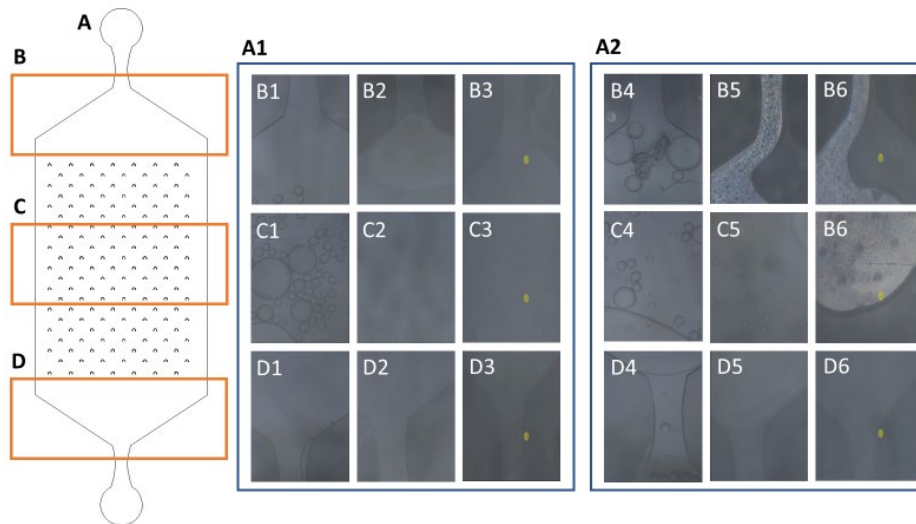 A
B
C
D
A1
B1 B2 B3
C1 C2 C3
D1 D2 D3
A2
B4 B5 B6
C4 C5 B6
D4 D5 D6